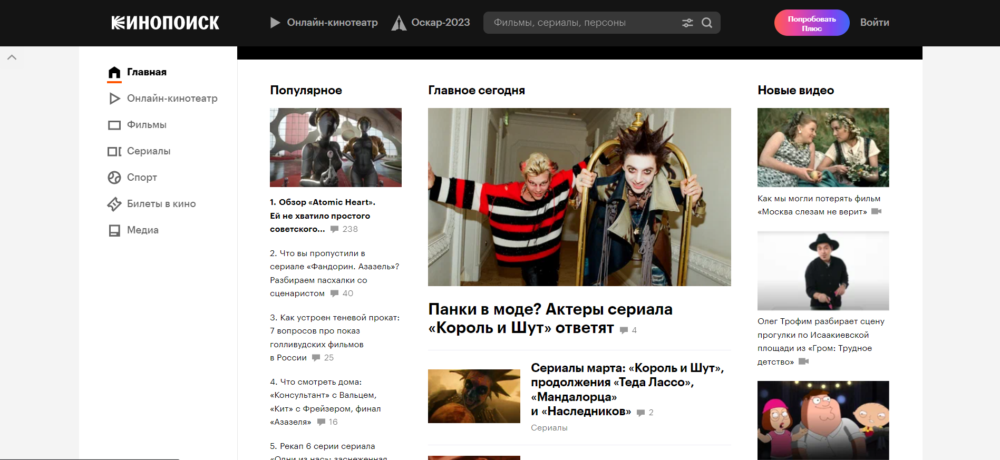 КИНОПОИСК
Онлайн-кинотеатр
Оскар-2023
Фильмы, сериалы, персоны
Попробовать
Плюс
Войти
Главная
Онлайн-кинотеатр
Фильмы
Сериалы
Спорт
Билеты в кино
Медиа
Популярное
1. Обзор «Atomic Heart».
Ей не хватило простого
советского... 238
2. Что вы пропустили в
сериале «Фандорин. Азазель»?
Разбираем пасхалки со
сценаристом 40
3. Как устроен теневой прокат:
7 вопросов про показ
голливудских фильмов
в России 25
4. Что смотреть дома:
«Консультант» с Вальцем,
«Кит» с Фрейзером, финал
«Азазеля» 16
5. Рекап 6 серии сериала
«Одни из нас»: заснеженная
Главное сегодня
Панки в моде? Актеры сериала
«Король и Шут» ответят 4
Сериалы марта: «Король и Шут»,
продолжения «Теда Лассо»,
«Мандалорца»
и «Наследников» 2
Сериалы
Новые видео
Как мы могли потерять фильм
«Москва слезам не верит»
Олег Трофим разбирает сцену
прогулки по Исаакиевской
площади из «Гром: Трудное
детство»